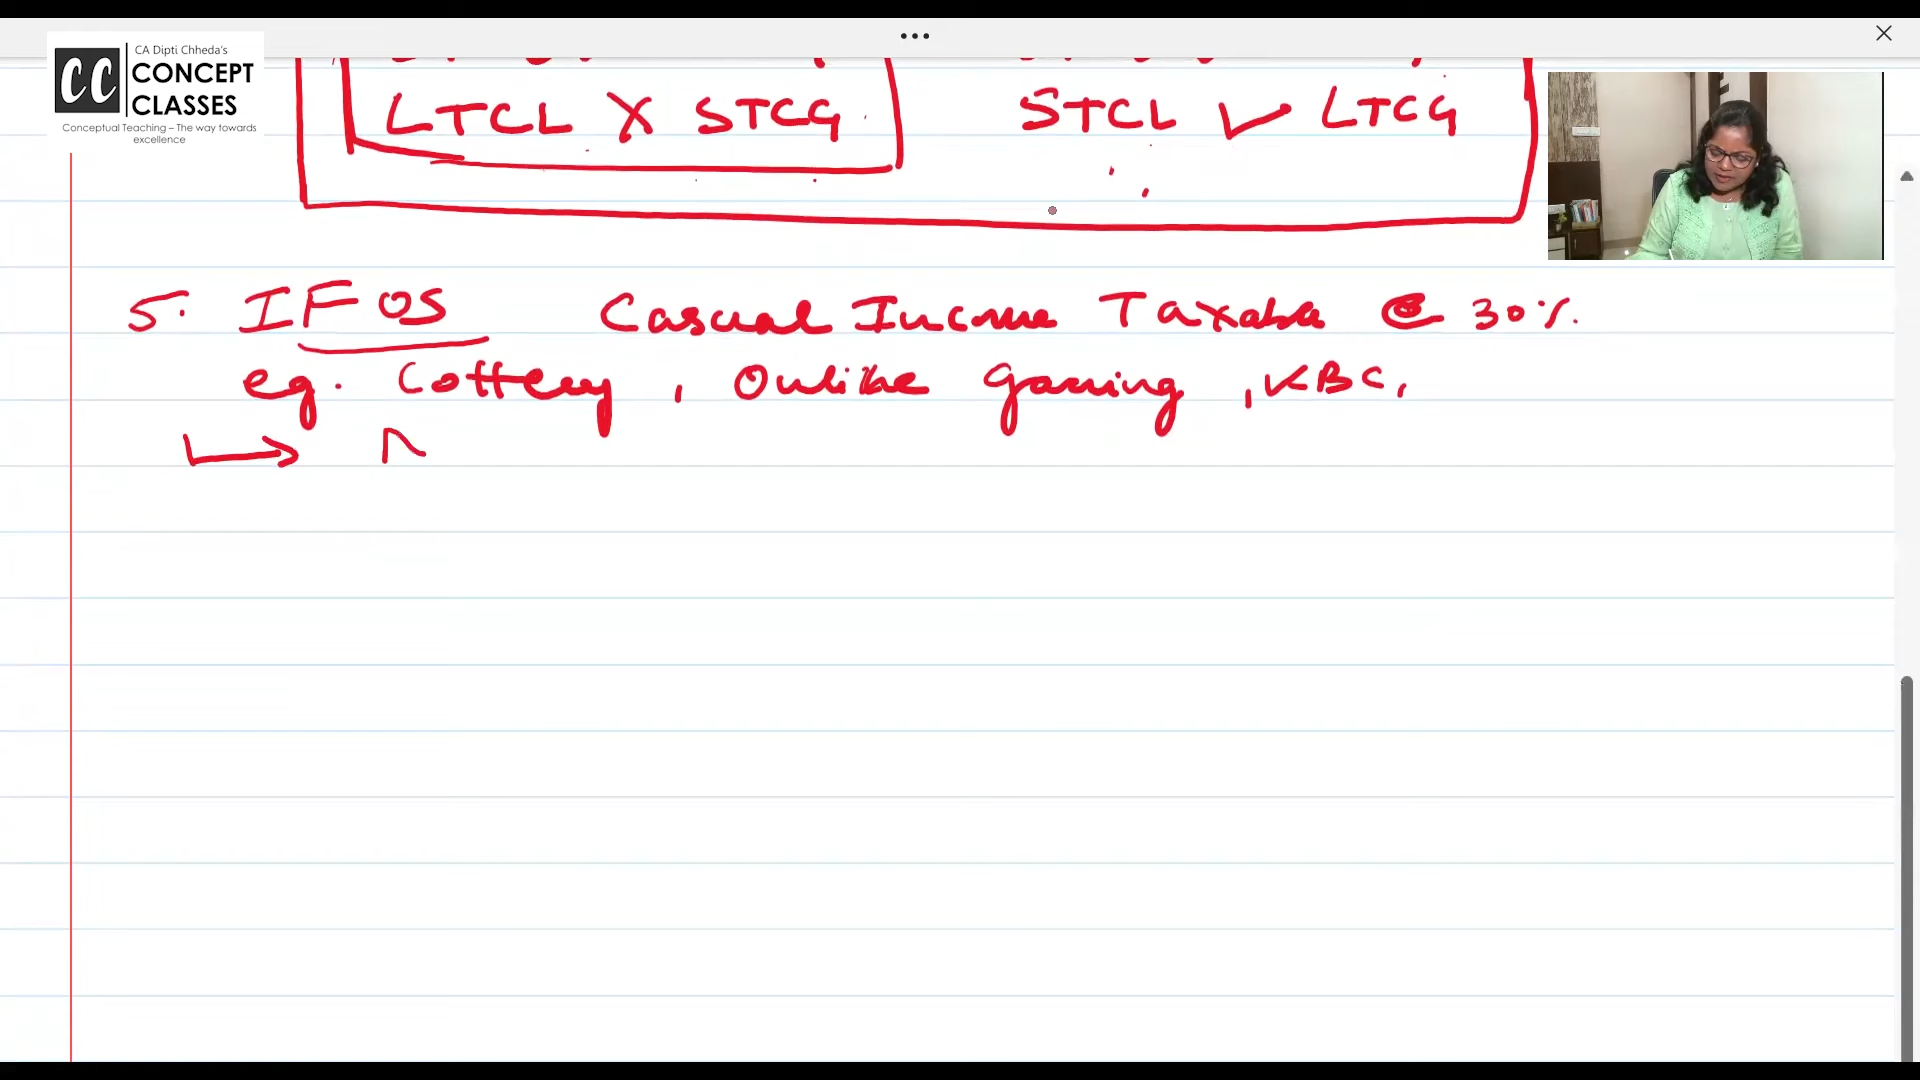 CC
CA Dipti Chheda's
CONCEPT
CLASSES
Conceptual Teaching – The way towards
excellence
LTCL X STCG
STCL ✓ LTCG
5. IFOS Casual Income Taxable @ 30%.
eg. Lottery, Online gaming, KBC,